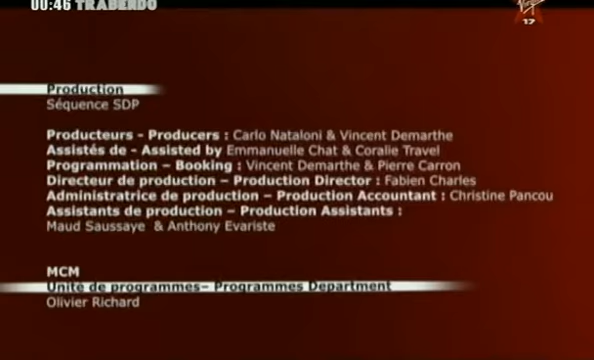 00:46 TRABENDO
Virgin
17
Production
Séquence SDP
Producteurs - Producers : Carlo Nataloni & Vincent Demarthe
Assistés de - Assisted by Emmanuelle Chat & Coralie Travel
Programmation – Booking : Vincent Demarthe & Pierre Carron
Directeur de production – Production Director : Fabien Charles
Administratrice de production – Production Accountant : Christine Pancou
Assistants de production – Production Assistants :
Maud Saussaye & Anthony Evariste
MCM
Unité de programmes– Programmes Department
Olivier Richard